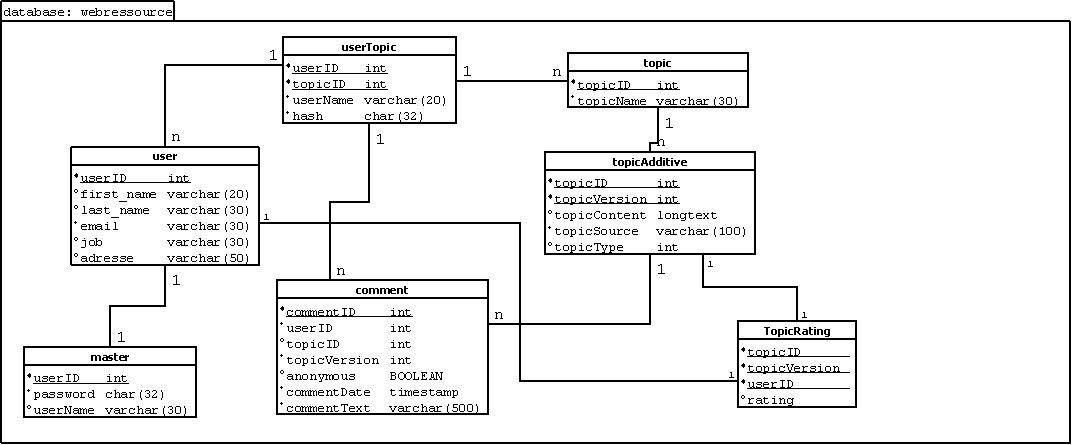 database: webressource
userTopic
userID int
topicID int
userName varchar(20)
hash char(32)
1
1
n
topic
topicID int
topicName varchar(30)
1
1
n
n
user
userID int
first_name varchar(20)
last_name varchar(30)
email varchar(30)
job varchar(30)
adresse varchar(50)
1
1
topicAdditive
topicID int
topicVersion int
topicContent longtext
topicSource varchar(100)
topicType int
1
1
n
n
comment
commentID int
userID int
topicID int
topicVersion int
anonymous BOOLEAN
commentDate timestamp
commentText varchar(500)
1
1
TopicRating
topicID
topicVersion
userID
rating
1
master
userID int
password char(32)
userName varchar(30)